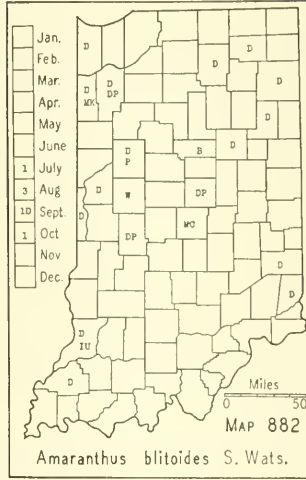 Jan.
Feb.
Mar.
Apr.
May
June
1 July
3 Aug
10 Sept.
1 Oct
Nov
Dec.
D
D
D DP
D
D
D MK
D
D P
B
D
D
W
DP
D
DP
MC
D
D
D IU
D
Miles
0 50
MAP 882
Amaranthus blitoides S. Wats.